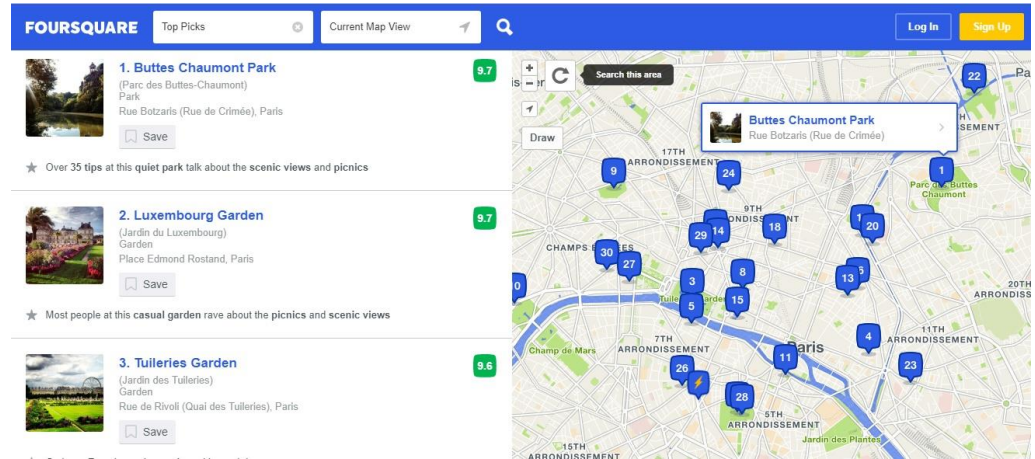 FOURSQUARE
Top Picks
Current Map View
Log In
Sign Up
1. Buttes Chaumont Park
9.7
(Parc des Buttes-Chaumont)
Park
Rue Botzaris (Rue de Crimée), Paris
Save
Over 35 tips at this quiet park talk about the scenic views and picnics
2. Luxembourg Garden
9.7
(Jardin du Luxembourg)
Garden
Place Edmond Rostand, Paris
Save
Most people at this casual garden rave about the picnics and scenic views
3. Tuileries Garden
9.6
(Jardin des Tuileries)
Garden
Rue de Rivoli (Quai des Tuileries), Paris
Save
+
−
Search this area
Draw
22
Pa
Buttes Chaumont Park
Rue Botzaris (Rue de Crimée)
17TH
ARRONDISSEMENT
9
24
1
Parc des Buttes
Chaumont
9TH
29
14
18
20
CHAMPS
30
27
3
8
13
5
15
20TH
ARRONDISS
7TH
ARRONDISSEMENT
Champ de Mars
11TH
ARRONDISSEMENT
4
Paris
11
23
26
28
5TH
ARRONDISSEMENT
Jardin des Plantes
15TH
ARRONDISSEMENT